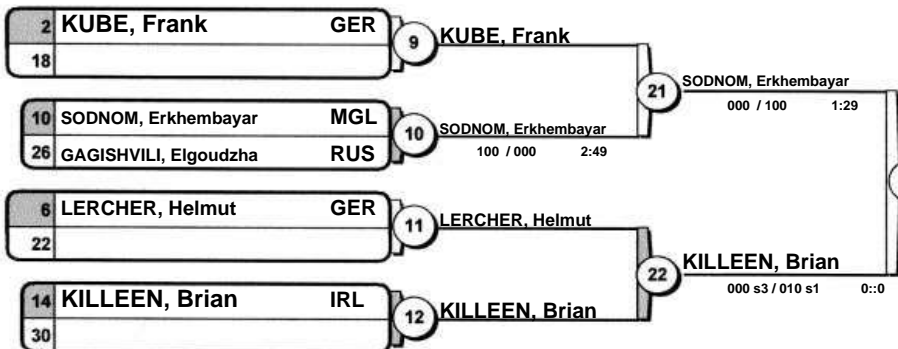 2 KUBE, Frank GER
18
9 KUBE, Frank
10 SODNOM, Erkhembayar MGL
26 GAGISHVILI, Elgoudzha RUS
10 SODNOM, Erkhembayar
100 / 000 2:49
21 SODNOM, Erkhembayar
000 / 100 1:29
6 LERCHER, Helmut GER
22
11 LERCHER, Helmut
14 KILLEEN, Brian IRL
30
12 KILLEEN, Brian
22 KILLEEN, Brian
000 s3 / 010 s1 0::0